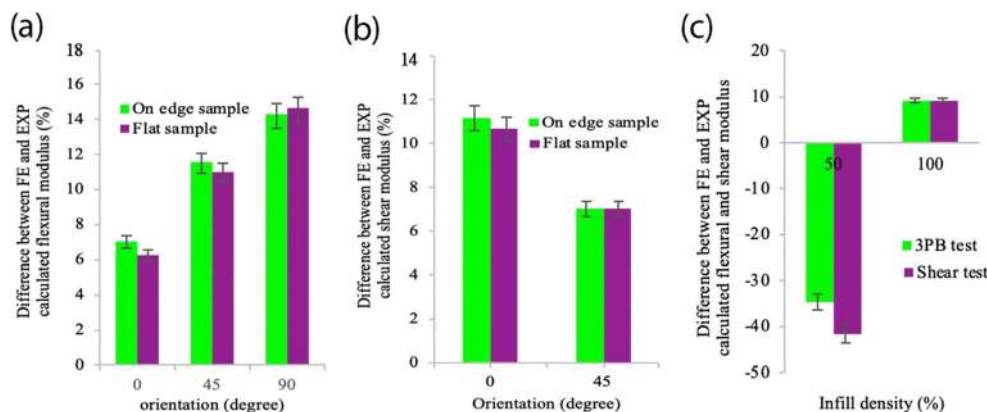 (a)
Difference between FE and EXP
calculated flexural modulus (%)
18
16
14
12
10
8
6
4
2
0
On edge sample
Flat sample
0 45 90
orientation (degree)
(b)
Difference between FE and EXP
calculated shear modulus (%)
14
12
10
8
6
4
2
0
On edge sample
Flat sample
0 45
Orientation (degree)
(c)
Difference between FE and EXP
calculated flexural and shear modulus
20
10
0
-10
-20
-30
-40
-50
50 100
3PB test
Shear test
Infill density (%)